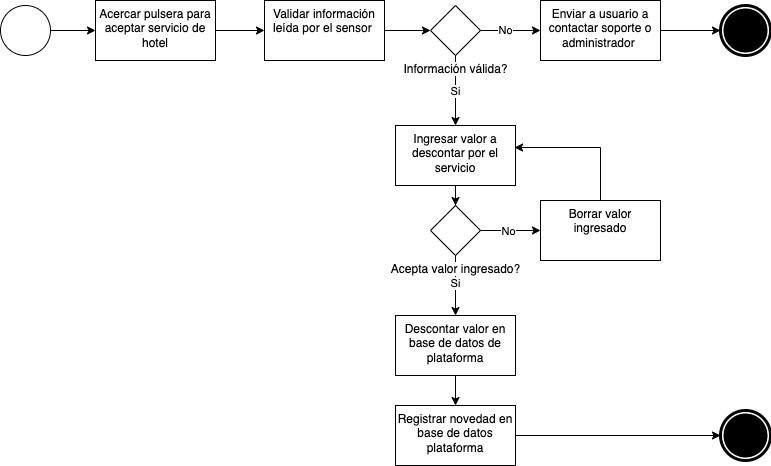 Acercar pulsera para
aceptar servicio de
hotel
Validar información
leída por el sensor
No
Enviar a usuario a
contactar soporte o
administrador
Información válida?
Si
Ingresar valor a
descontar por el
servicio
No
Borrar valor
ingresado
Acepta valor ingresado?
Si
Descontar valor en
base de datos de
plataforma
Registrar novedad en
base de datos
plataforma